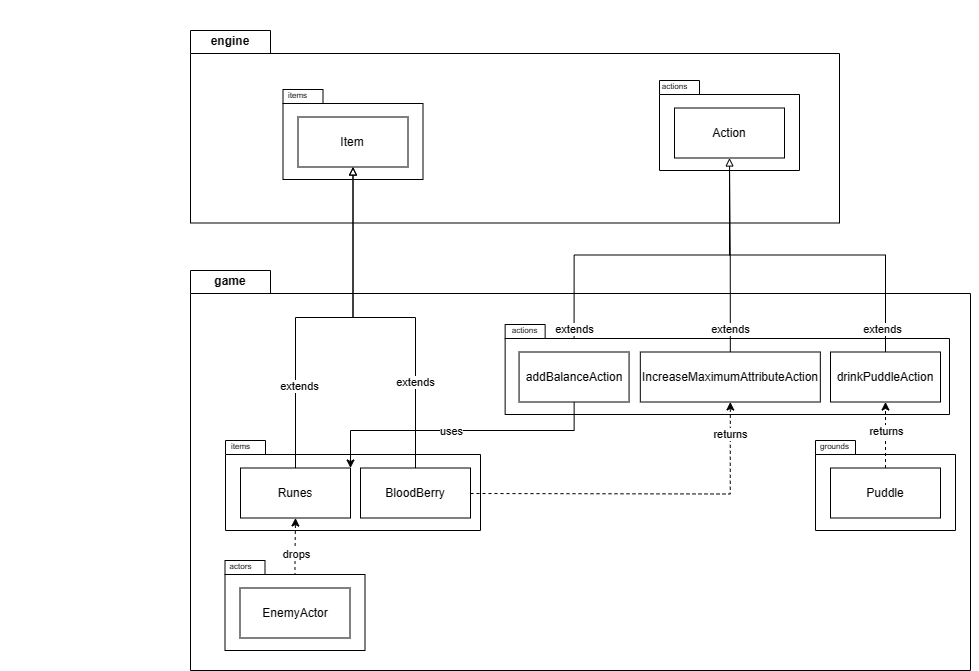 engine
items
actions
Item
Action
game
actions
extends
extends
extends
addBalanceAction
IncreaseMaximumAttributeAction
drinkPuddleAction
extends
extends
uses
returns
returns
items
grounds
Runes
BloodBerry
Puddle
drops
actors
EnemyActor